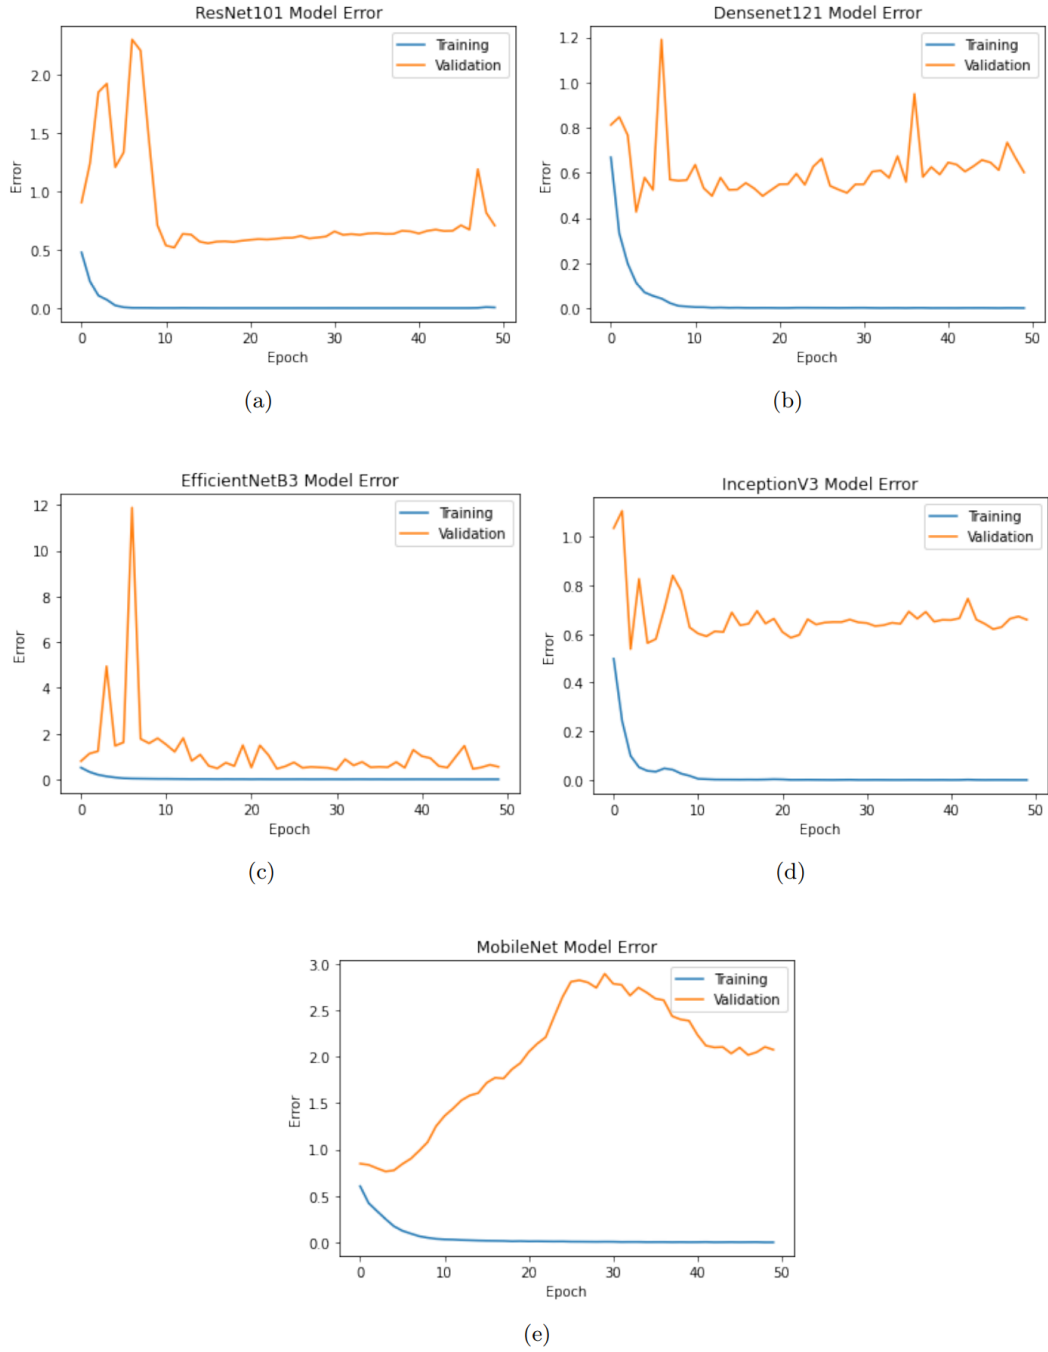 ResNet101 Model Error
Training
Validation
2.0
1.5
1.0
0.5
0.0
Error
0 10 20 30 40 50
Epoch
(a)
Densenet121 Model Error
Training
Validation
1.2
1.0
0.8
0.6
0.4
0.2
0.0
Error
0 10 20 30 40 50
Epoch
(b)
EfficientNetB3 Model Error
Training
Validation
12
10
8
6
4
2
0
Error
0 10 20 30 40 50
Epoch
(c)
InceptionV3 Model Error
Training
Validation
1.0
0.8
0.6
0.4
0.2
0.0
Error
0 10 20 30 40 50
Epoch
(d)
MobileNet Model Error
Training
Validation
3.0
2.5
2.0
1.5
1.0
0.5
0.0
Error
0 10 20 30 40 50
Epoch
(e)